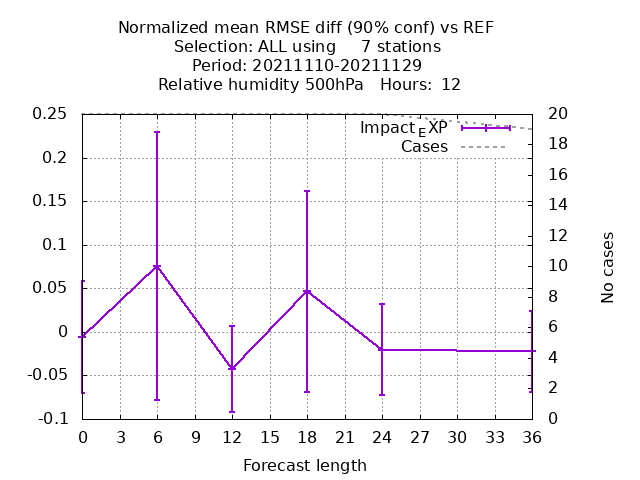 Normalized mean RMSE diff (90% conf) vs REF
Selection: ALL using 7 stations
Period: 20211110-20211129
Relative humidity 500hPa Hours: 12
0.25
0.2
0.15
0.1
0.05
0
-0.05
-0.1
20
18
16
14
12
10
8
6
4
2
0
Impact_EXP
Cases
No cases
0 3 6 9 12 15 18 21 24 27 30 33 36
Forecast length